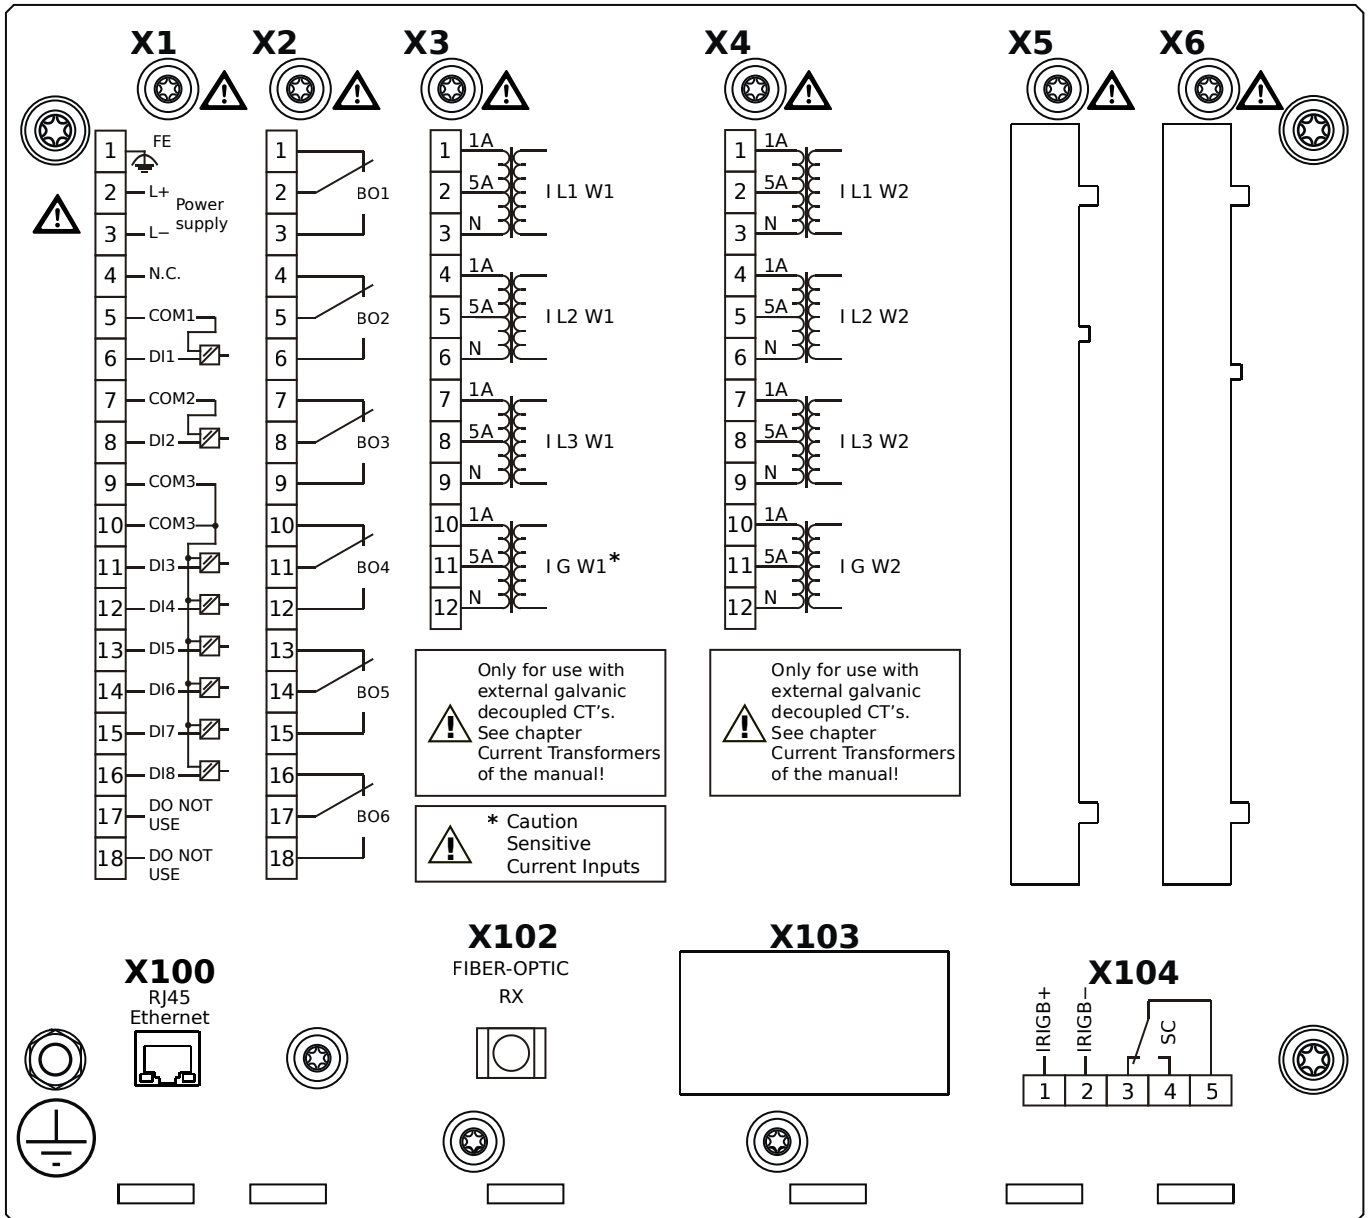 X1
X2
X3
X4
X5
X6
1 FE
2 L+
Power
supply
3 L−
4 N.C.
5 COM1
6 DI1
7 COM2
8 DI2
9 COM3
10 COM3
11 DI3
12 DI4
13 DI5
14 DI6
15 DI7
16 DI8
17 DO NOT
USE
18 DO NOT
USE
1
2 BO1
3
4
5 BO2
6
7
8 BO3
9
10
11 BO4
12
13
14 BO5
15
16
17 BO6
18
1 1A
2 5A I L1 W1
3 N
4 1A
5 5A I L2 W1
6 N
7 1A
8 5A I L3 W1
9 N
10 1A
11 5A I G W1*
12 N
! Only for use with
external galvanic
decoupled CT's.
See chapter
Current Transformers
of the manual!
* Caution
Sensitive
Current Inputs
1 1A
2 5A I L1 W2
3 N
4 1A
5 5A I L2 W2
6 N
7 1A
8 5A I L3 W2
9 N
10 1A
11 5A I G W2
12 N
! Only for use with
external galvanic
decoupled CT's.
See chapter
Current Transformers
of the manual!
X100
RJ45
Ethernet
X102
FIBER-OPTIC
RX
X103
X104
IRIGB+
IRIGB−
SC
1 2 3 4 5